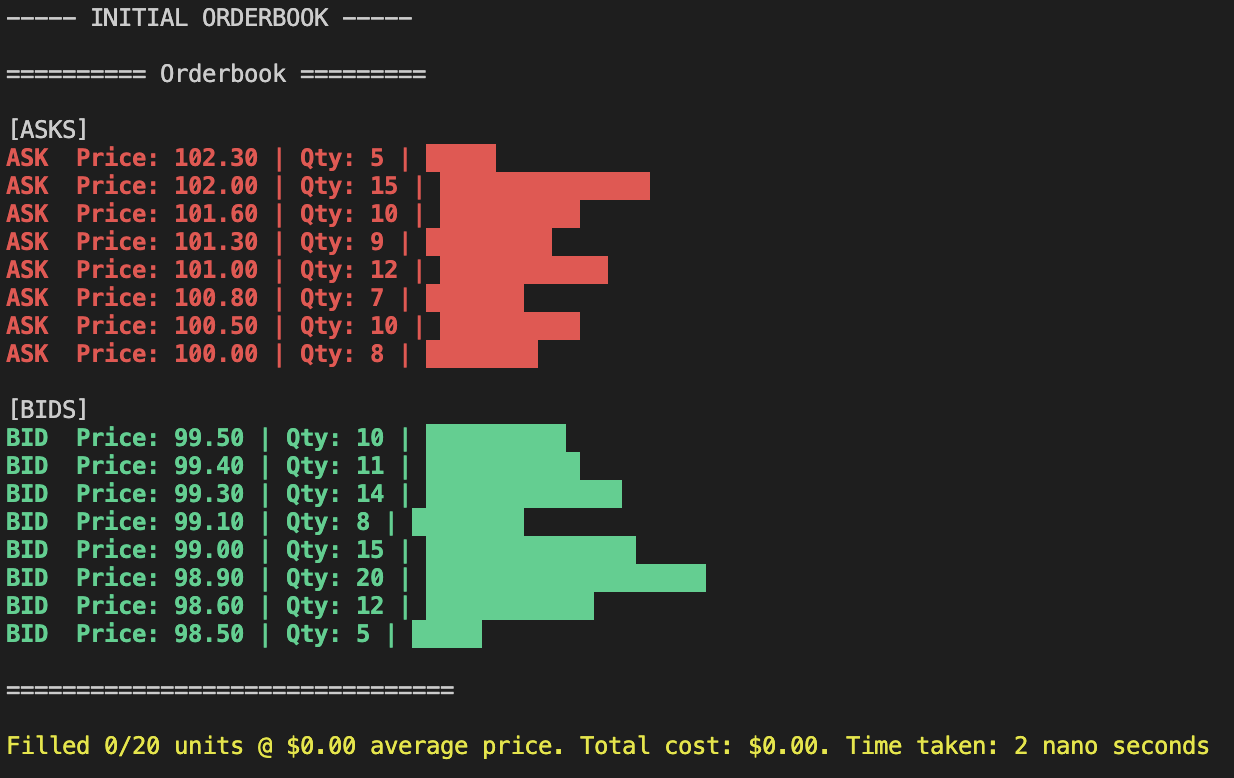 ----- INITIAL ORDERBOOK -----
========== Orderbook =========
[ASKS]
ASK  Price: 102.30 | Qty: 5 |
ASK  Price: 102.00 | Qty: 15 |
ASK  Price: 101.60 | Qty: 10 |
ASK  Price: 101.30 | Qty: 9 |
ASK  Price: 101.00 | Qty: 12 |
ASK  Price: 100.80 | Qty: 7 |
ASK  Price: 100.50 | Qty: 10 |
ASK  Price: 100.00 | Qty: 8 |
[BIDS]
BID  Price: 99.50 | Qty: 10 |
BID  Price: 99.40 | Qty: 11 |
BID  Price: 99.30 | Qty: 14 |
BID  Price: 99.10 | Qty: 8 |
BID  Price: 99.00 | Qty: 15 |
BID  Price: 98.90 | Qty: 20 |
BID  Price: 98.60 | Qty: 12 |
BID  Price: 98.50 | Qty: 5 |
================================
Filled 0/20 units @ $0.00 average price. Total cost: $0.00. Time taken: 2 nano seconds